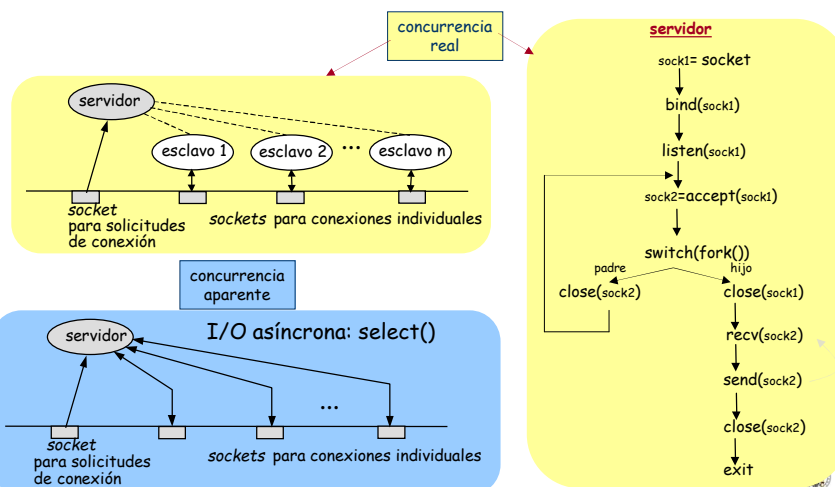 concurrencia
real
servidor
esclavo 1
esclavo 2
...
esclavo n
socket
para solicitudes
de conexión
sockets para conexiones individuales
concurrencia
aparente
I/O asíncrona: select()
servidor
...
socket
para solicitudes
de conexión
sockets para conexiones individuales
servidor
sock1= socket
bind(sock1)
listen(sock1)
sock2=accept(sock1)
switch(fork())
padre
hijo
close(sock2)
close(sock1)
recv(sock2)
send(sock2)
close(sock2)
exit